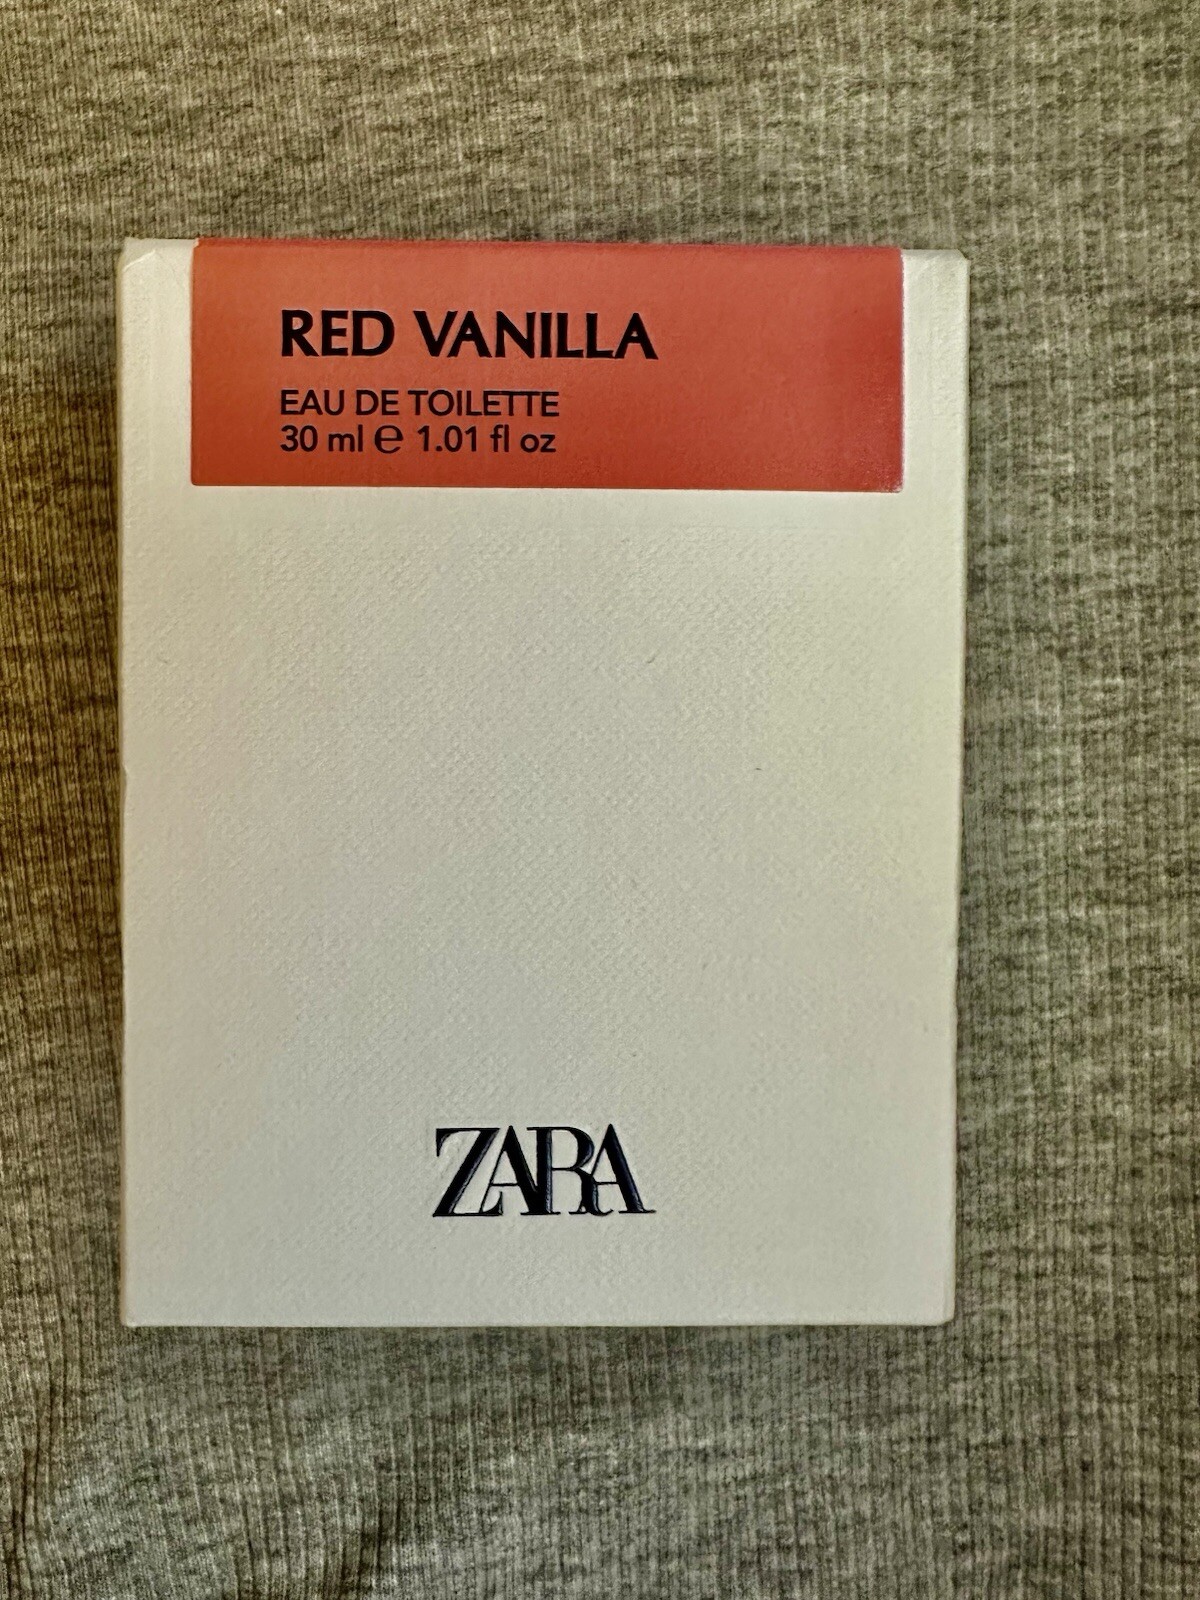 RED VANILLA
EAU DE TOILETTE
30 ml ℮ 1.01 fl oz
ZARA